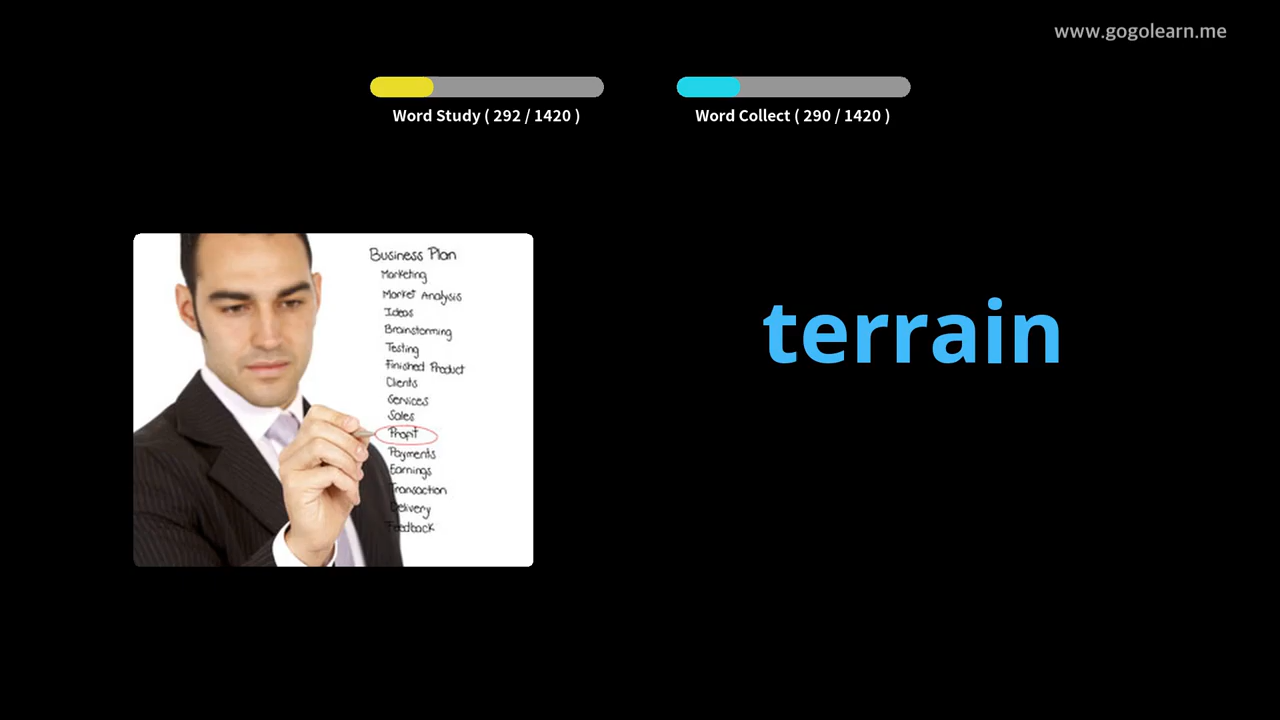 www.gogolearn.me
Word Study ( 292 / 1420 )
Word Collect ( 290 / 1420 )
Business Plan
Marketing
Market Analysis
Ideas
Brainstorming
Testing
Finished Product
Clients
Services
Sales
Profit
Payments
Earnings
Transaction
Delivery
Feedback
terrain